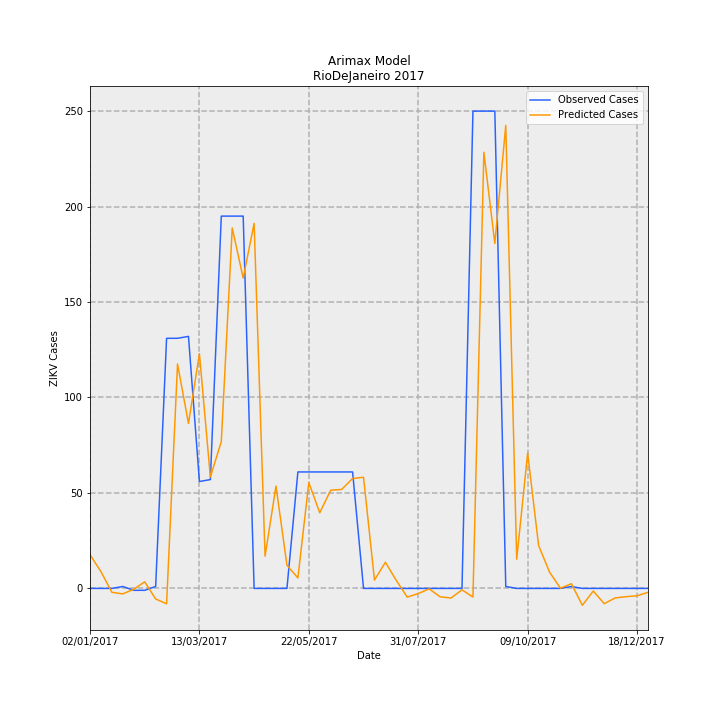 Arimax Model
RioDeJaneiro 2017
Observed Cases
Predicted Cases
250
200
150
100
50
0
ZIKV Cases
02/01/2017 13/03/2017 22/05/2017 31/07/2017 09/10/2017 18/12/2017
Date